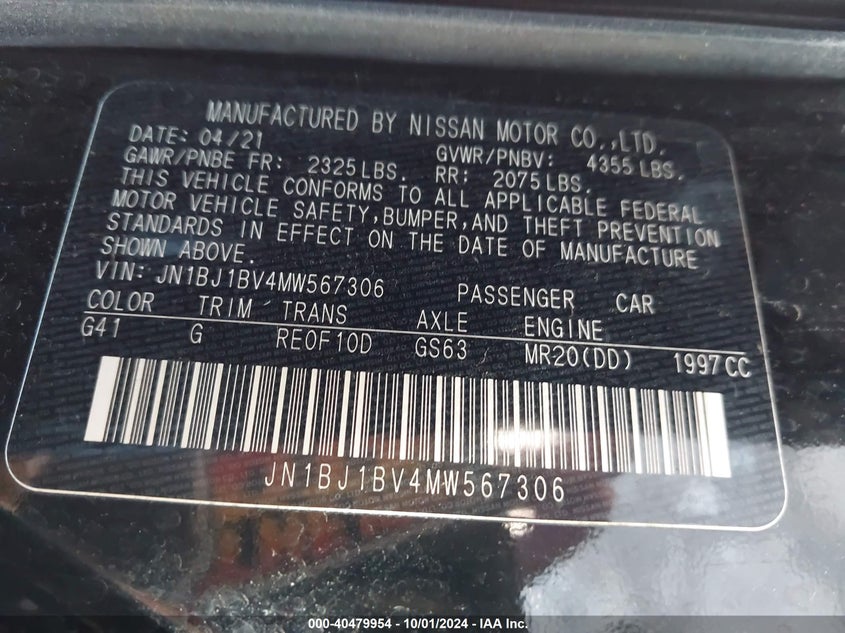 MANUFACTURED BY NISSAN MOTOR CO.,LTD.
DATE: 04/21 GVWR/PNBV: 4355 LBS.
GAWR/PNBE FR: 2325 LBS. RR: 2075 LBS.
THIS VEHICLE CONFORMS TO ALL APPLICABLE FEDERAL
MOTOR VEHICLE SAFETY, BUMPER, AND THEFT PREVENTION
STANDARDS IN EFFECT ON THE DATE OF MANUFACTURE
SHOWN ABOVE.
VIN: JN1BJ1BV4MW567306 PASSENGER CAR
COLOR TRIM TRANS AXLE ENGINE
G41 G RE0F10D GS63 MR20(DD) 1997 CC
JN1BJ1BV4MW567306
000-40479954 - 10/01/2024 - IAA Inc.